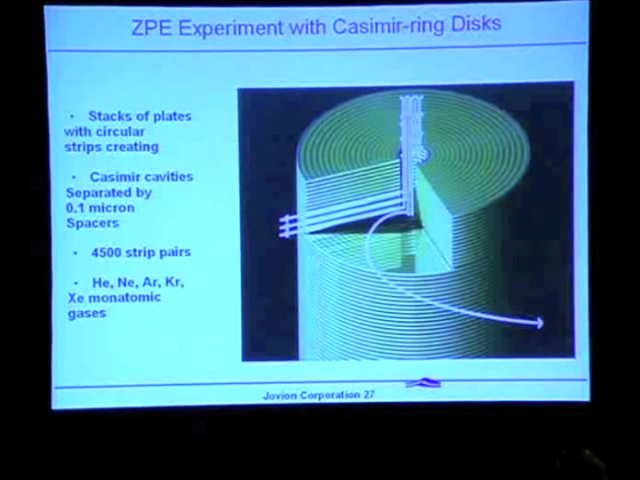 ZPE Experiment with Casimir-ring Disks
• Stacks of plates
with circular
strips creating
• Casimir cavities
Separated by
0.1 micron
Spacers
• 4500 strip pairs
• He, Ne, Ar, Kr,
Xe monatomic
gases
Jovion Corporation 27